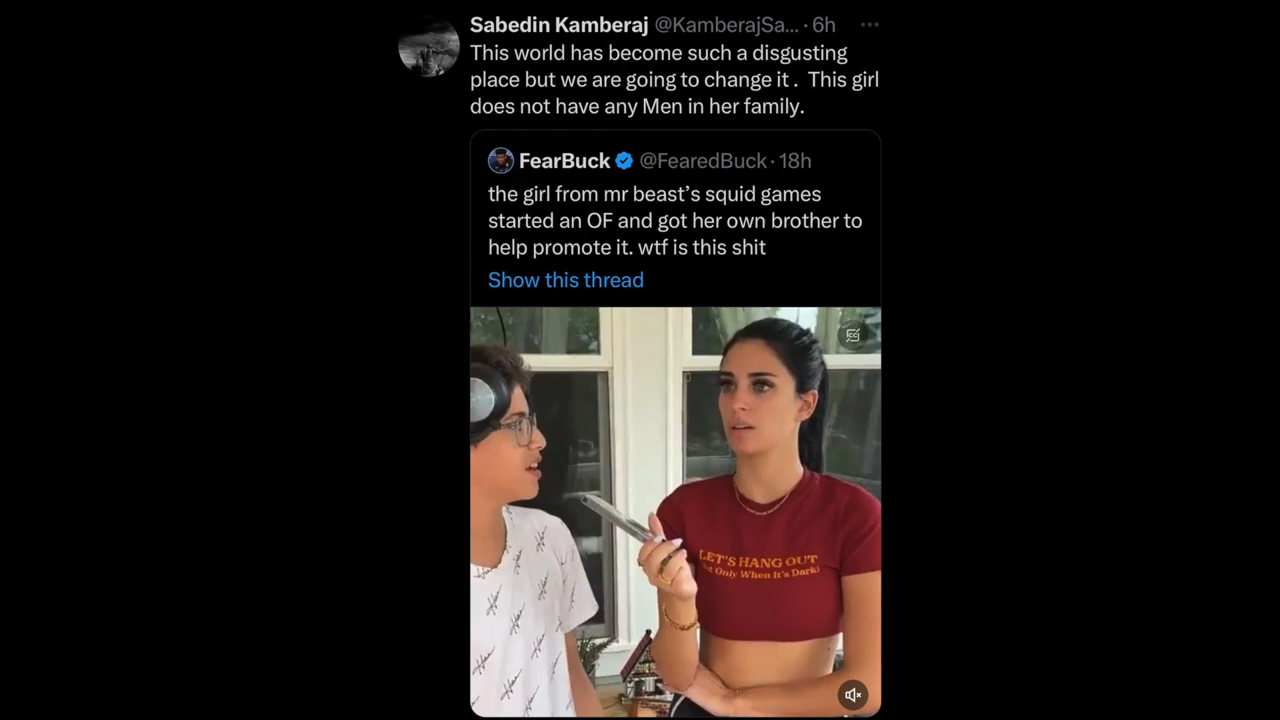 Sabedin Kamberaj @KamberajSa... · 6h
This world has become such a disgusting
place but we are going to change it . This girl
does not have any Men in her family.
FearBuck @FearedBuck · 18h
the girl from mr beast’s squid games
started an OF and got her own brother to
help promote it. wtf is this shit
Show this thread
LET'S HANG OUT
Only When It's Dark!